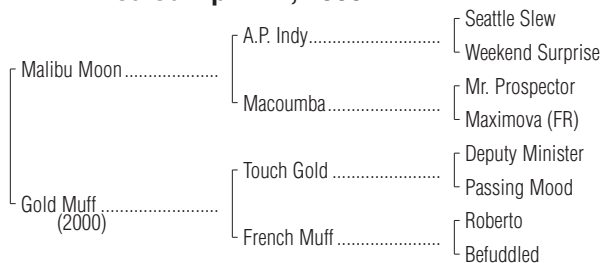 A.P. Indy
Seattle Slew
Weekend Surprise
Malibu Moon
Macoumba
Mr. Prospector
Maximova (FR)
Touch Gold
Deputy Minister
Passing Mood
Gold Muff
(2000)
French Muff
Roberto
Befuddled